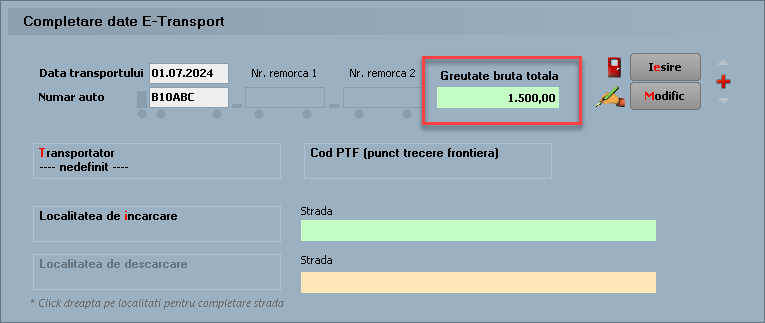 Completare date E-Transport
Data transportului 01.07.2024 Nr. remorca 1 Nr. remorca 2 Greutate bruta totala Iesire
Numar auto B10ABC 1.500,00 Modific
Transportator Cod PTF (punct trecere frontiera)
---- nedefinit ----
Localitatea de incarcare Strada
Localitatea de descarcare Strada
* Click dreapta pe localitati pentru completare strada